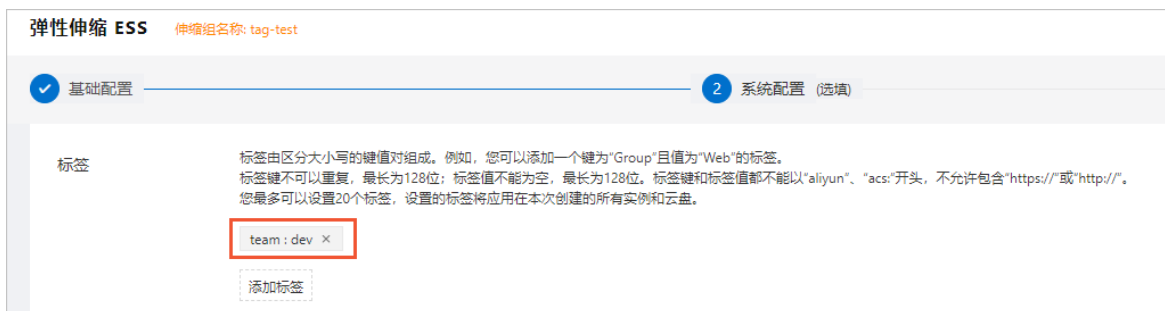 弹性伸缩 ESS 伸缩组名称: tag-test
基础配置 2 系统配置 (选填)
标签
标签由区分大小写的键值对组成。例如，您可以添加一个键为"Group"且值为"Web"的标签。
标签键不可以重复，最长为128位；标签值不能为空，最长为128位。标签键和标签值都不能以"aliyun"、"acs:"开头，不允许包含"https://"或"http://"。
您最多可以设置20个标签，设置的标签将应用在本次创建的所有实例和云盘。
team : dev ×
添加标签